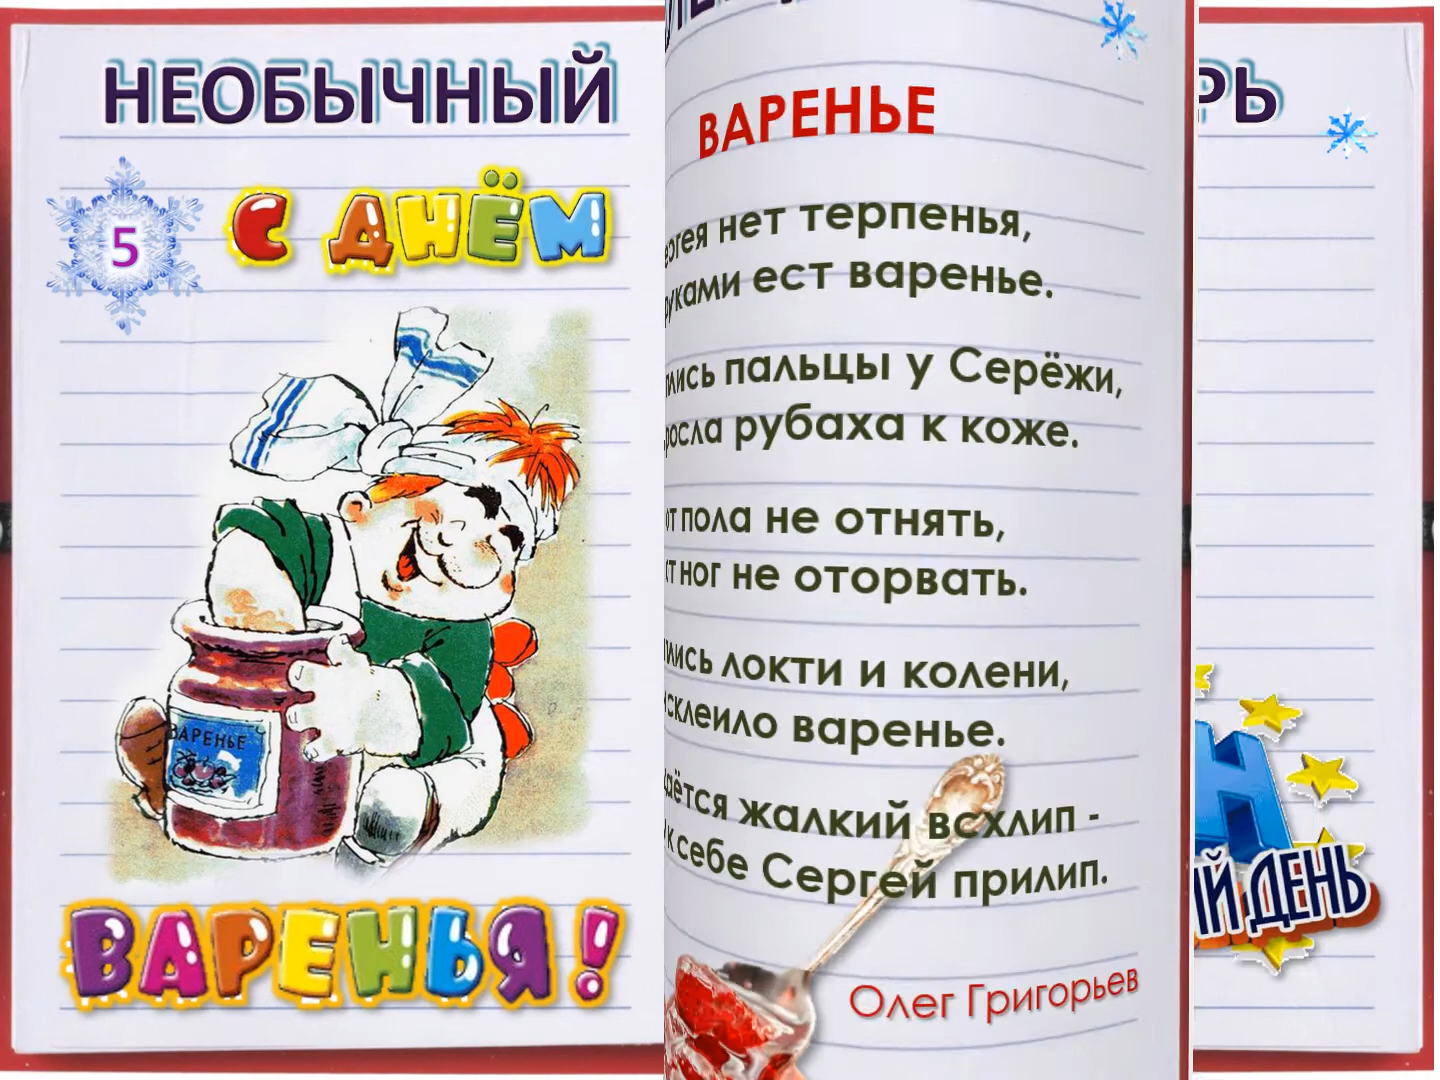 НЕОБЫЧНЫЙ
5
С ДНЁМ
ВАРЕНЬЕ
ВАРЕНЬЯ!
ВАРЕНЬЕ
нет терпенья,
ест варенье.
пальцы у Серёжи,
рубаха к коже.
от пола не отнять,
ног не оторвать.
локти и колени,
варенье.
жалкий всхлип -
к себе Сергей прилип.
Олег Григорьев
ДЕНЬ